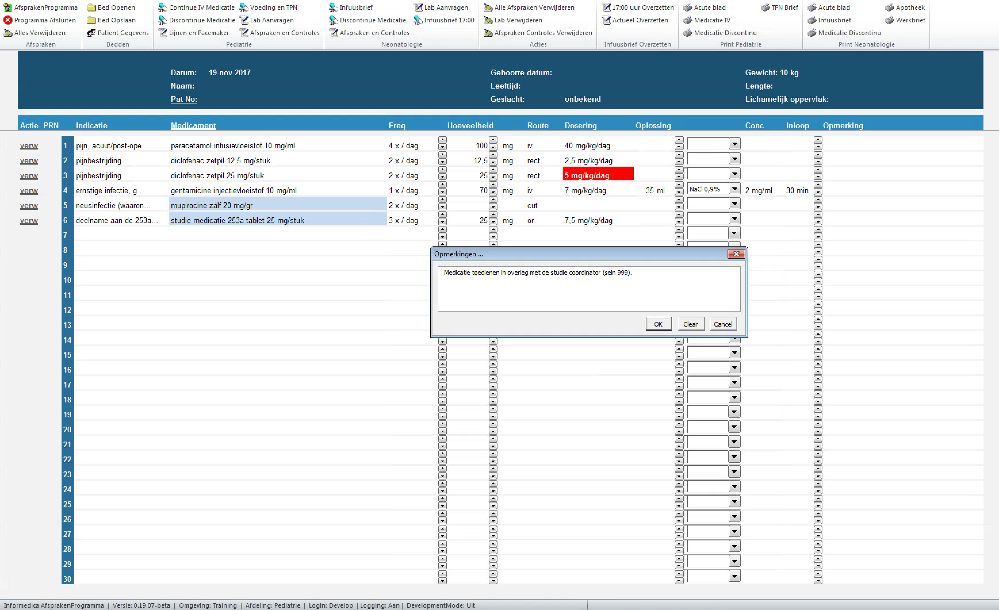 AfsprakenProgramma
Programma Afsluiten
Alles Verwijderen
Afspraken
Bed Openen
Bed Opslaan
Patient Gegevens
Bedden
Continue IV Medicatie
Discontinue Medicatie
Lijnen en Pacemaker
Voeding en TPN
Lab Aanvragen
Afspraken en Controles
Pediatrie
Infuusbrief
Discontinue Medicatie
Afspraken en Controles
Lab Aanvragen
Infuusbrief 17:00
Neonatologie
Alle Afspraken Verwijderen
Lab Verwijderen
Afspraken Controles Verwijderen
Acties
17:00 uur Overzetten
Actueel Overzetten
Infuusbrief Overzetten
Acute blad
Medicatie IV
Medicatie Discontinu
TPN Brief
Print Pediatrie
Acute blad
Infuusbrief
Medicatie Discontinu
Apotheek
Werkbrief
Print Neonatologie
Datum: 19-nov-2017 Geboorte datum: Gewicht: 10 kg
Naam: Leeftijd: Lengte:
Pat No: Geslacht: onbekend Lichamelijk oppervlak:
Actie PRN Indicatie Medicament Freq Hoeveelheid Route Dosering Oplossing Conc Inloop Opmerking
verw 1 pijn, acuut/post-ope... paracetamol infusievloeistof 10 mg/ml 4 x / dag 100 mg iv 40 mg/kg/dag
verw 2 pijnbestrijding diclofenac zetpil 12,5 mg/stuk 2 x / dag 12,5 mg rect 2,5 mg/kg/dag
verw 3 pijnbestrijding diclofenac zetpil 25 mg/stuk 2 x / dag 25 mg rect 5 mg/kg/dag
verw 4 ernstige infectie, g... gentamicine injectievloeistof 10 mg/ml 1 x / dag 70 mg iv 7 mg/kg/dag 35 ml NaCl 0,9% 2 mg/ml 30 min
verw 5 neusinfectie (waaron... mupirocine zalf 20 mg/gr 2 x / dag cut
verw 6 deelname aan de 253a... studie-medicatie-253a tablet 25 mg/stuk 3 x / dag 25 mg or 7,5 mg/kg/dag
7
8
9
10
11
12
13
14
15
16
17
18
19
20
21
22
23
24
25
26
27
28
29
30
Opmerkingen ...
Medicatie toedienen in overleg met de studie coordinator (sein 999).
OK Clear Cancel
Informedica AfsprakenProgramma | Versie: 0.19.07-beta | Omgeving: Training | Afdeling: Pediatrie | Login: Develop | Logging: Aan | DevelopmentMode: Uit